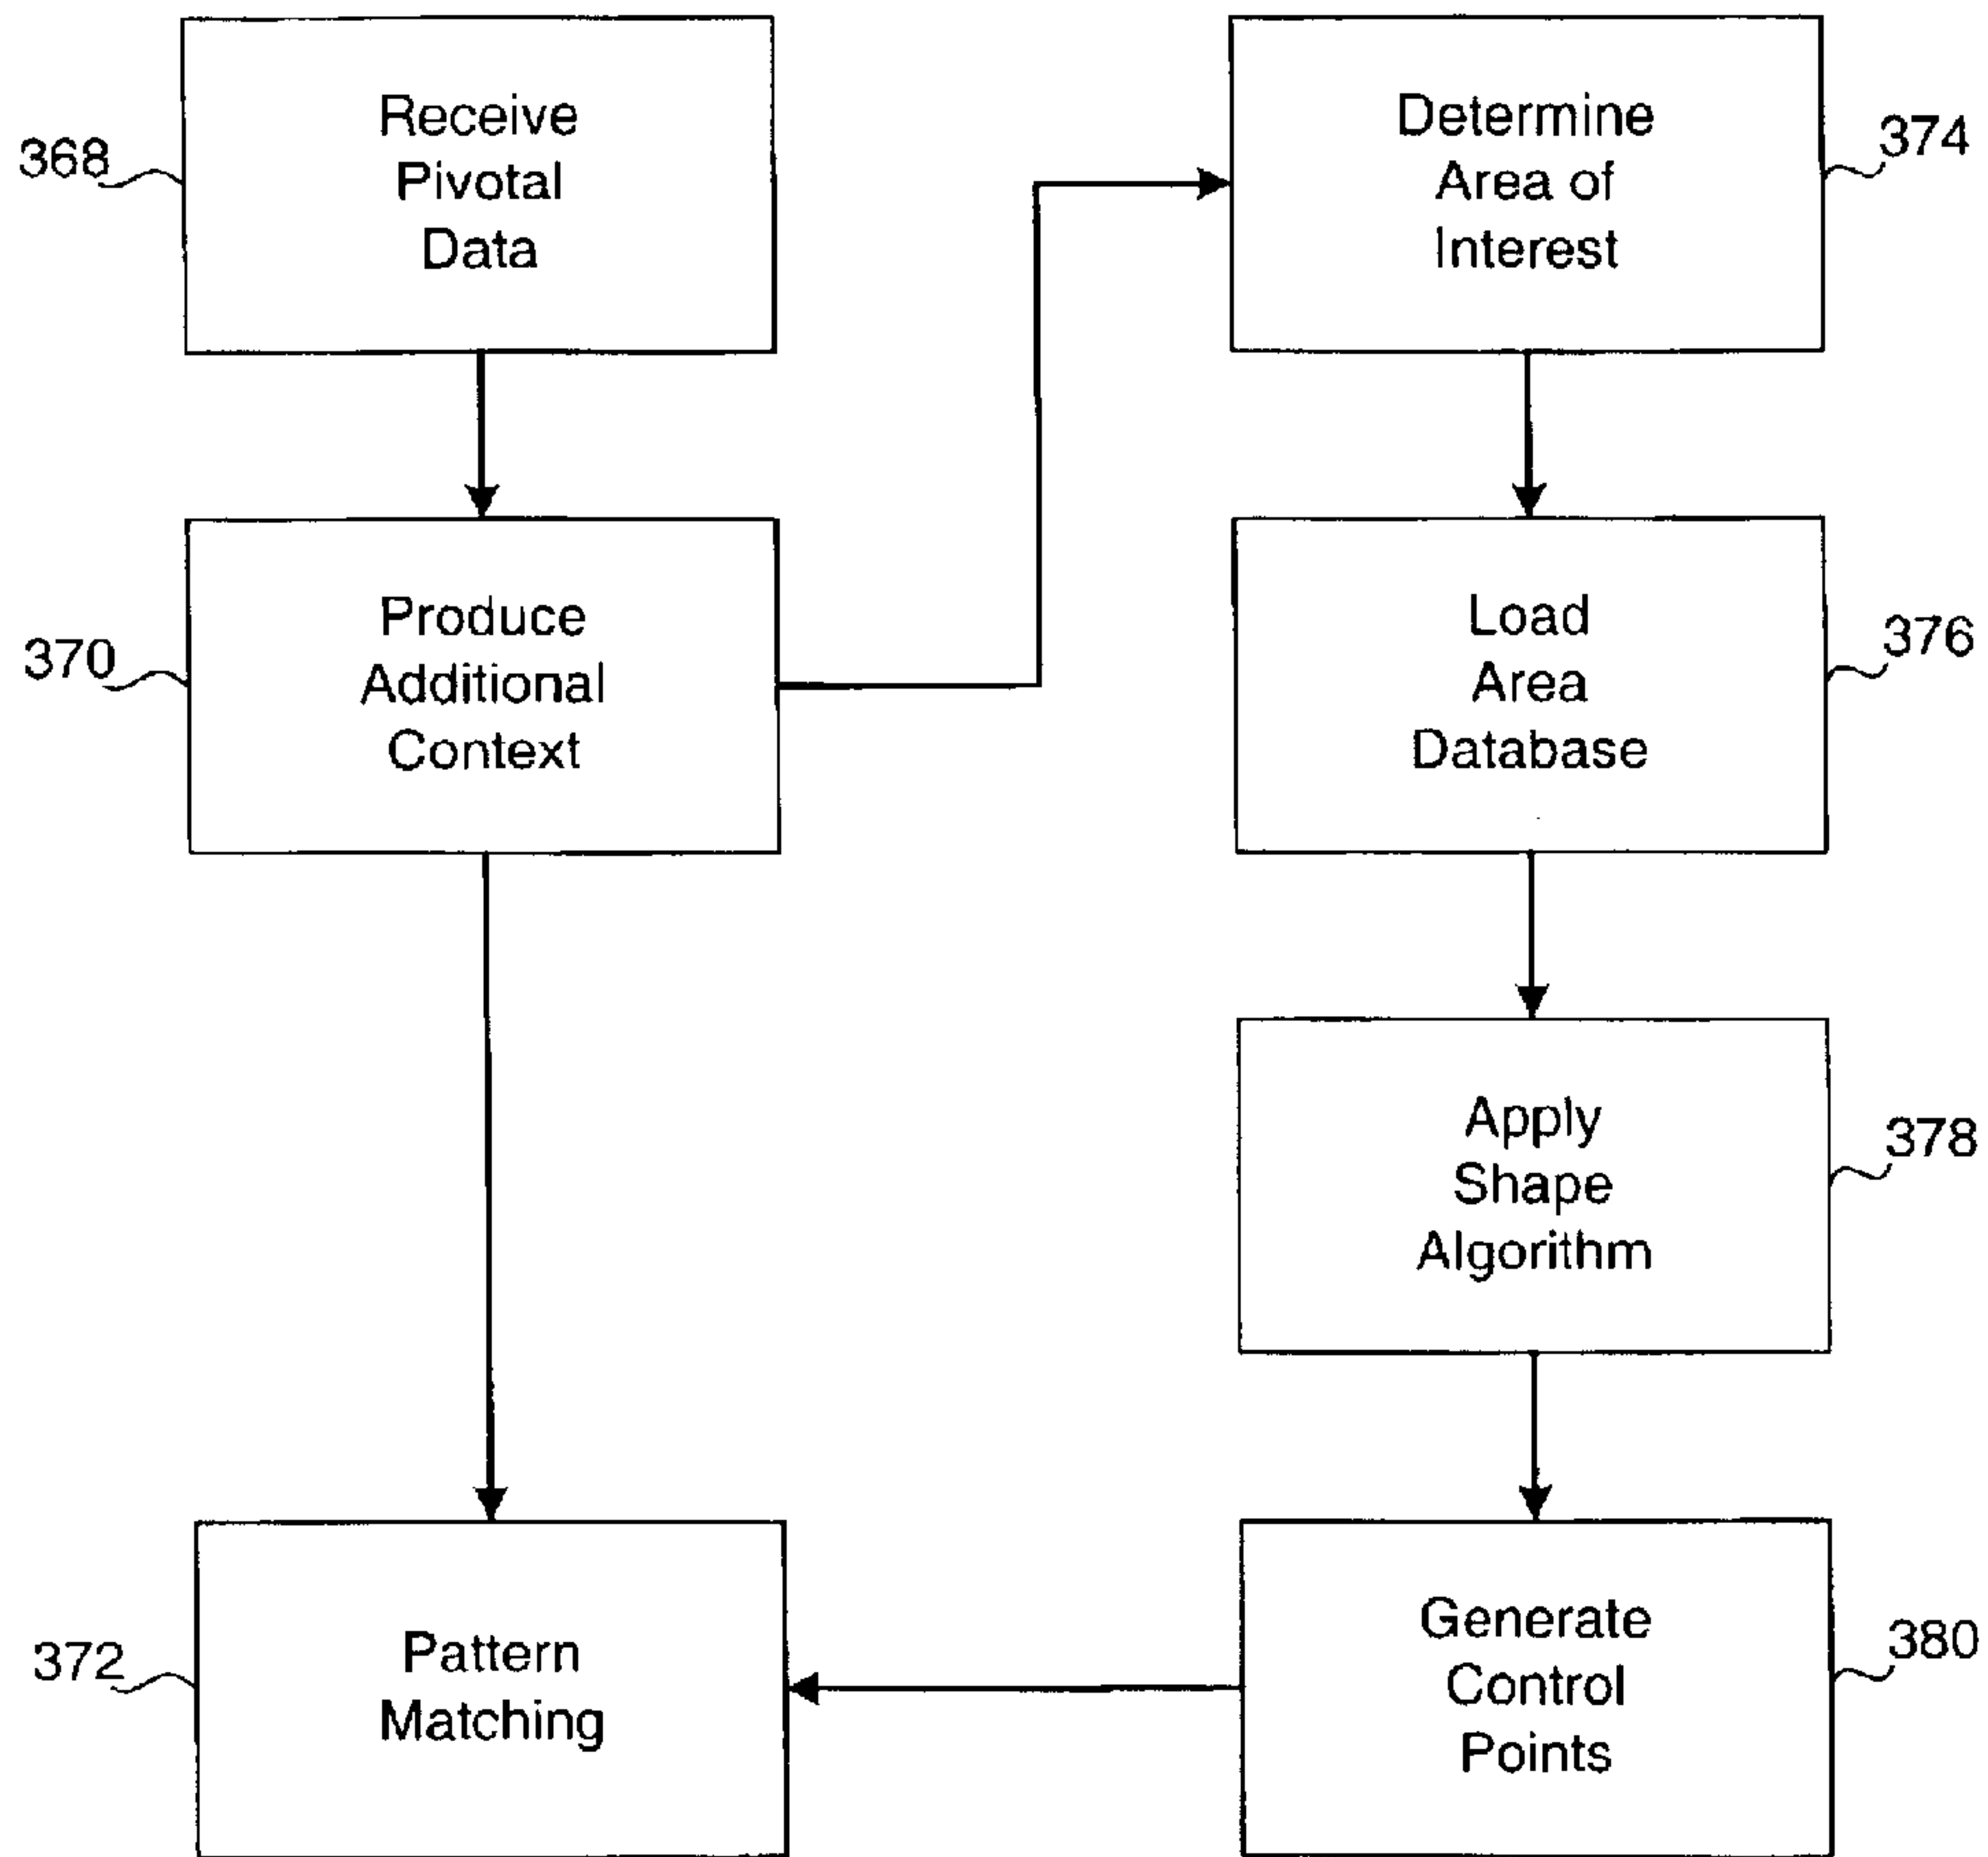 368
Receive
Pivotal
Data
370
Produce
Additional
Context
372
Pattern
Matching
Determine
Area of
Interest
374
Load
Area
Database
376
Apply
Shape
Algorithm
378
Generate
Control
Points
380